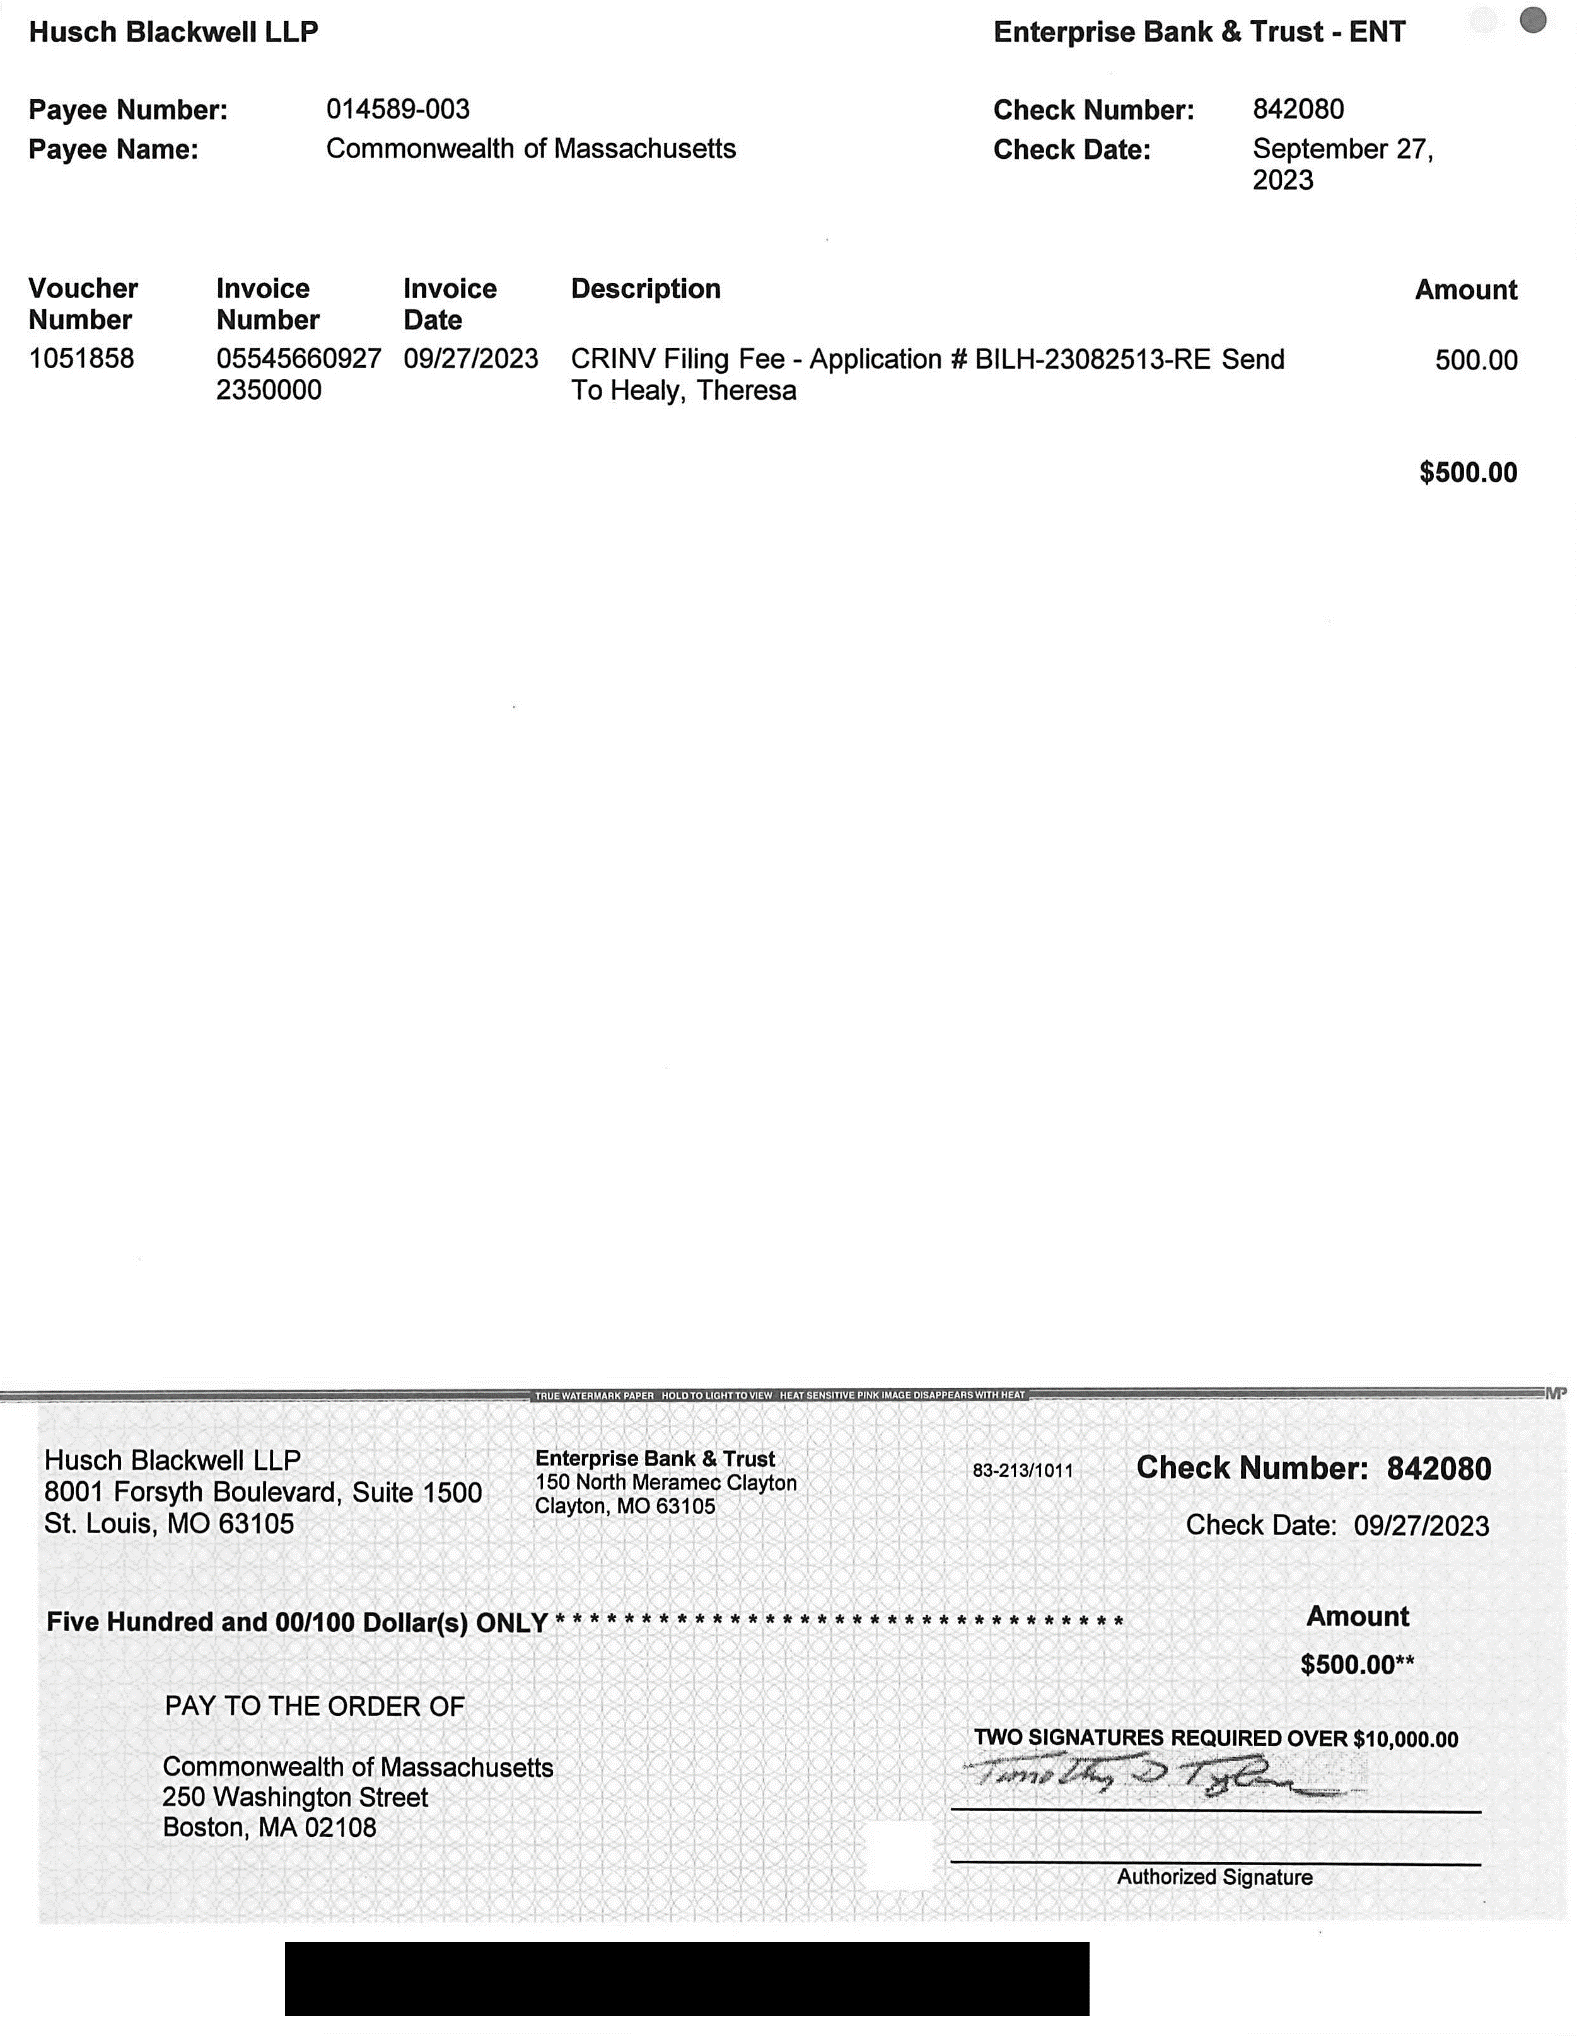 Husch Blackwell LLP
Enterprise Bank & Trust - ENT
Payee Number: 014589-003
Check Number: 842080
Payee Name: Commonwealth of Massachusetts
Check Date: September 27,
2023
Voucher Invoice Invoice Description Amount
Number Number Date
1051858 05545660927 09/27/2023 CRINV Filing Fee - Application # BILH-23082513-RE Send 500.00
2350000 To Healy, Theresa
$500.00
TRUE WATERMARK PAPER HOLD TO LIGHT TO VIEW HEAT SENSITIVE PINK IMAGE DISAPPEARS WITH HEAT
MP
Husch Blackwell LLP
8001 Forsyth Boulevard, Suite 1500
St. Louis, MO 63105
Enterprise Bank & Trust
150 North Meramec Clayton
Clayton, MO 63105
83-213/1011
Check Number: 842080
Check Date: 09/27/2023
Five Hundred and 00/100 Dollar(s) ONLY* * * * * * * * * * * * * * * * * * * * * * * * * * * * * * * * *
Amount
$500.00**
PAY TO THE ORDER OF
Commonwealth of Massachusetts
250 Washington Street
Boston, MA 02108
TWO SIGNATURES REQUIRED OVER $10,000.00
Timothy D
Authorized Signature